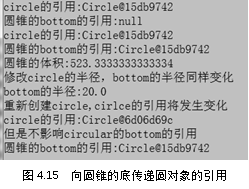 circle的引用:Circle@15db9742
圆锥的bottom的引用:null
circle的引用:Circle@15db9742
圆锥的bottom的引用:Circle@15db9742
圆锥的体积:523.3333333333334
修改circle的半径，bottom的半径同样变化
bottom的半径:20.0
重新创建circle,cirlce的引用将发生变化
circle的引用:Circle@6d06d69c
但是不影响circular的bottom的引用
圆锥的bottom的引用:Circle@15db9742
图 4.15 向圆锥的底传递圆对象的引用